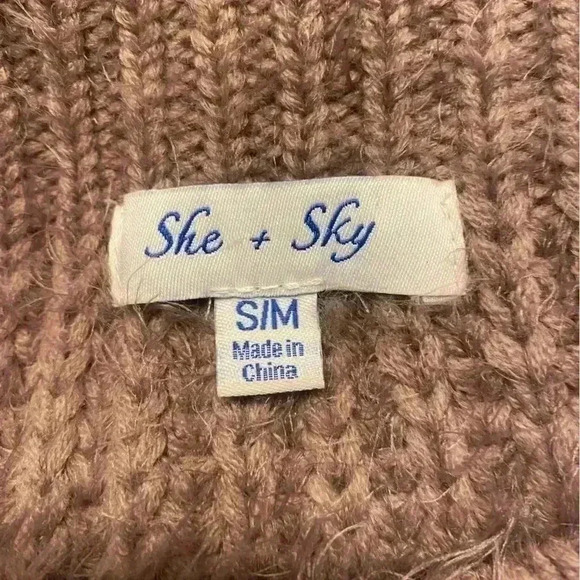 She + Sky
S/M
Made in
China